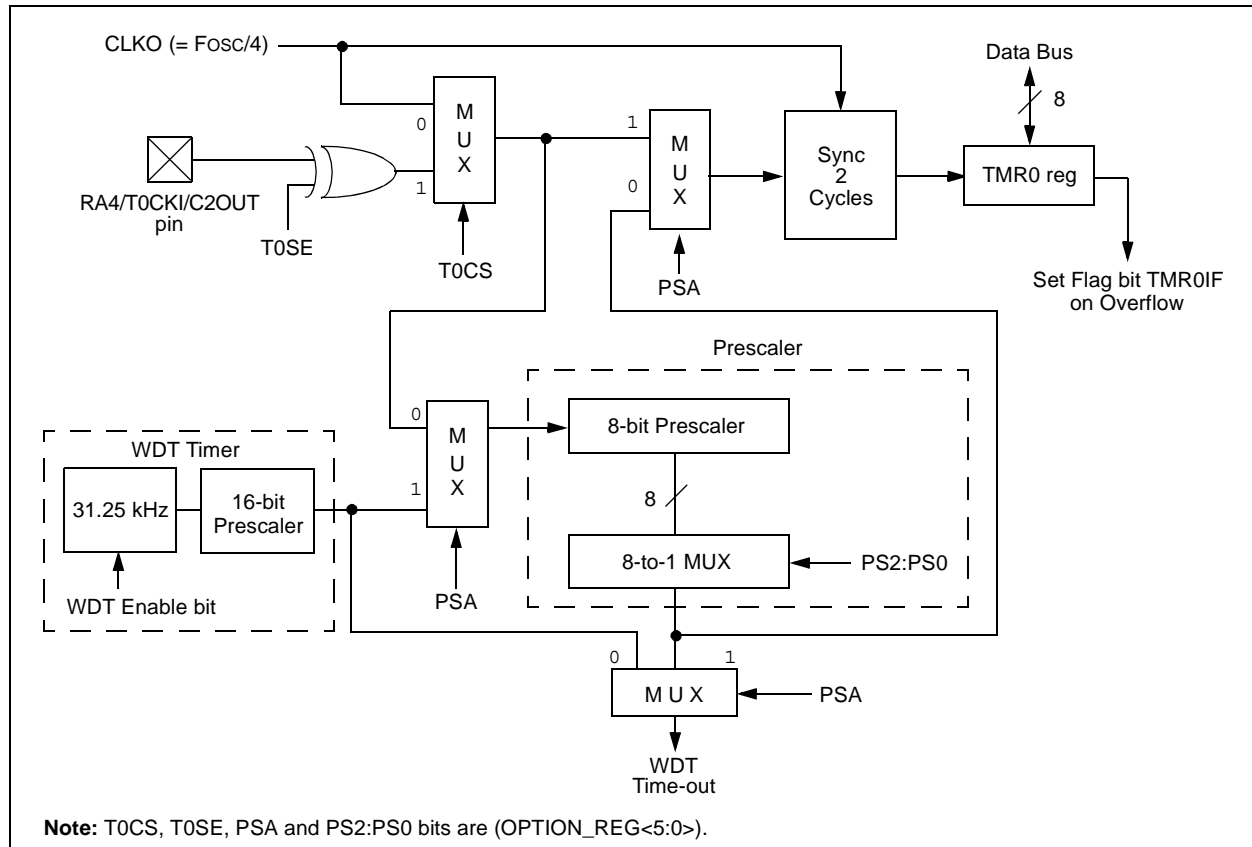 CLKO (= FOSC/4)
Data Bus
8
M
U
X
0
1
RA4/T0CKI/C2OUT
pin
T0SE
T0CS
1
0
M
U
X
PSA
Sync
2
Cycles
TMR0 reg
Set Flag bit TMR0IF
on Overflow
Prescaler
0
1
M
U
X
PSA
8-bit Prescaler
8
8-to-1 MUX
PS2:PS0
WDT Timer
31.25 kHz
16-bit
Prescaler
WDT Enable bit
0
1
M U X
PSA
WDT
Time-out
Note: T0CS, T0SE, PSA and PS2:PS0 bits are (OPTION_REG<5:0>).